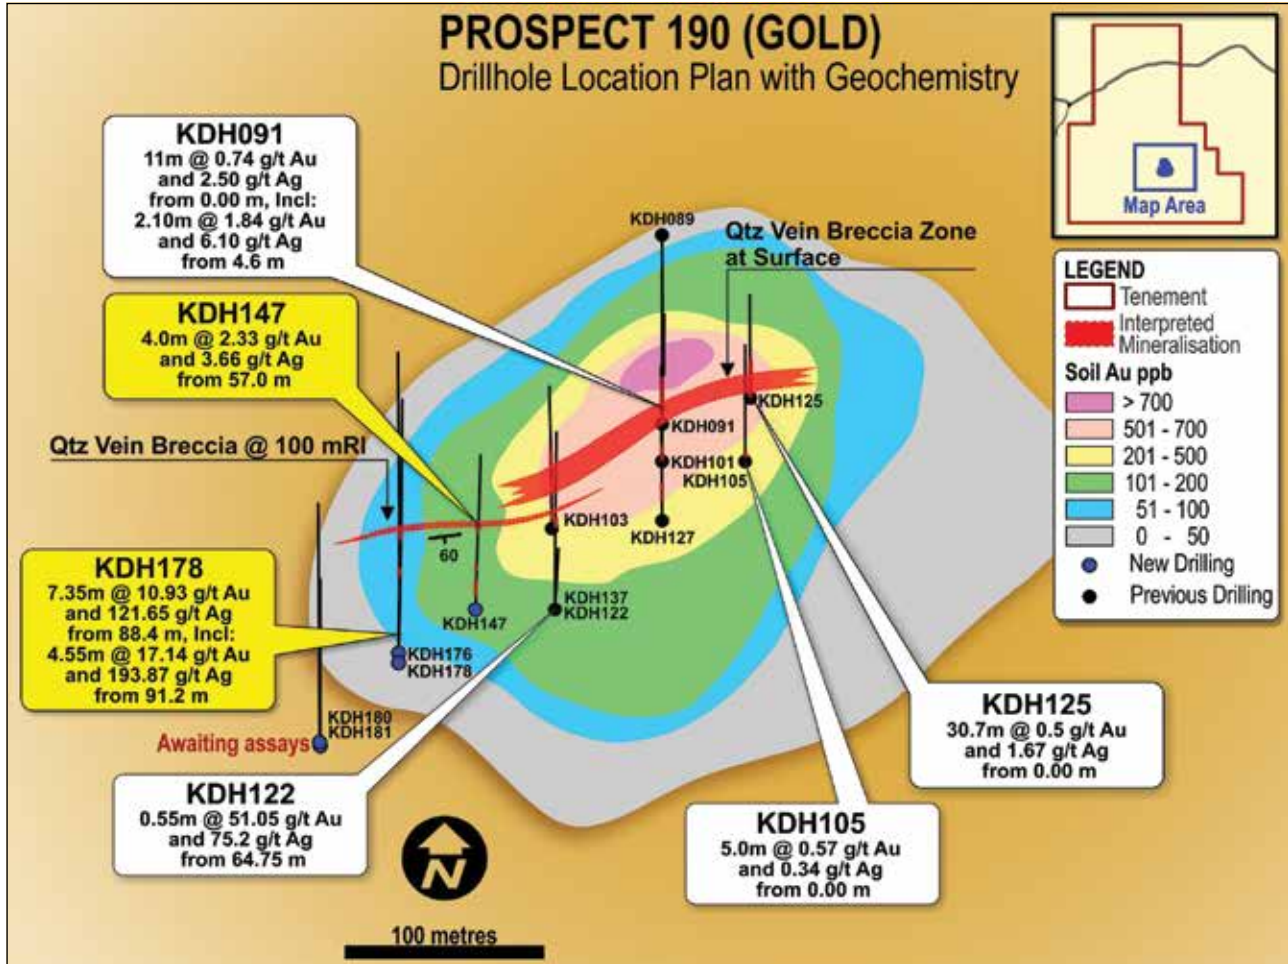 PROSPECT 190 (GOLD)
Drillhole Location Plan with Geochemistry
KDH091
11m @ 0.74 g/t Au
and 2.50 g/t Ag
from 0.00 m, Incl:
2.10m @ 1.84 g/t Au
and 6.10 g/t Ag
from 4.6 m
KDH147
4.0m @ 2.33 g/t Au
and 3.66 g/t Ag
from 57.0 m
Qtz Vein Breccia @ 100 mRl
KDH178
7.35m @ 10.93 g/t Au
and 121.65 g/t Ag
from 88.4 m, Incl:
4.55m @ 17.14 g/t Au
and 193.87 g/t Ag
from 91.2 m
KDH089
Qtz Vein Breccia Zone
at Surface
KDH125
KDH091
KDH101
KDH105
KDH103
KDH127
60
KDH137
KDH122
KDH147
KDH176
KDH178
KDH180
KDH181
Awaiting assays
KDH122
0.55m @ 51.05 g/t Au
and 75.2 g/t Ag
from 64.75 m
KDH125
30.7m @ 0.5 g/t Au
and 1.67 g/t Ag
from 0.00 m
KDH105
5.0m @ 0.57 g/t Au
and 0.34 g/t Ag
from 0.00 m
N
100 metres
Map Area
LEGEND
Tenement
Interpreted
Mineralisation
Soil Au ppb
> 700
501 - 700
201 - 500
101 - 200
51 - 100
0 - 50
New Drilling
Previous Drilling